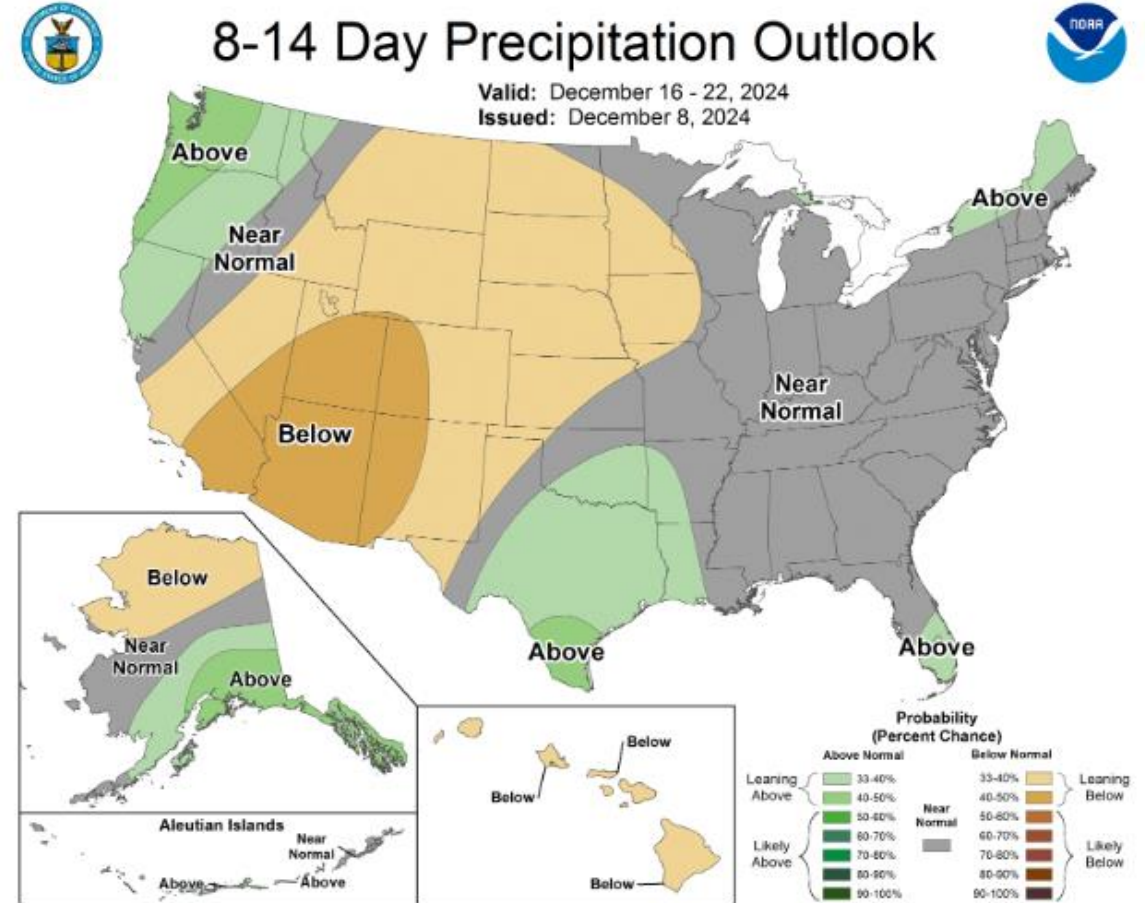 NOAA
8-14 Day Precipitation Outlook
Valid: December 16 - 22, 2024
Issued: December 8, 2024
Above
Near
Normal
Above
Near
Normal
Below
Above
Above
Below
Near
Normal
Above
Below
Below
Below
Aleutian Islands
Near
Normal
Above
Above
Probability
(Percent Chance)
Above Normal
Below Normal
Leaning
Above
33-40%
40-50%
50-60%
60-70%
70-80%
80-90%
90-100%
Likely
Above
Near
Normal
33-40%
40-50%
50-60%
60-70%
70-80%
80-90%
90-100%
Leaning
Below
Likely
Below